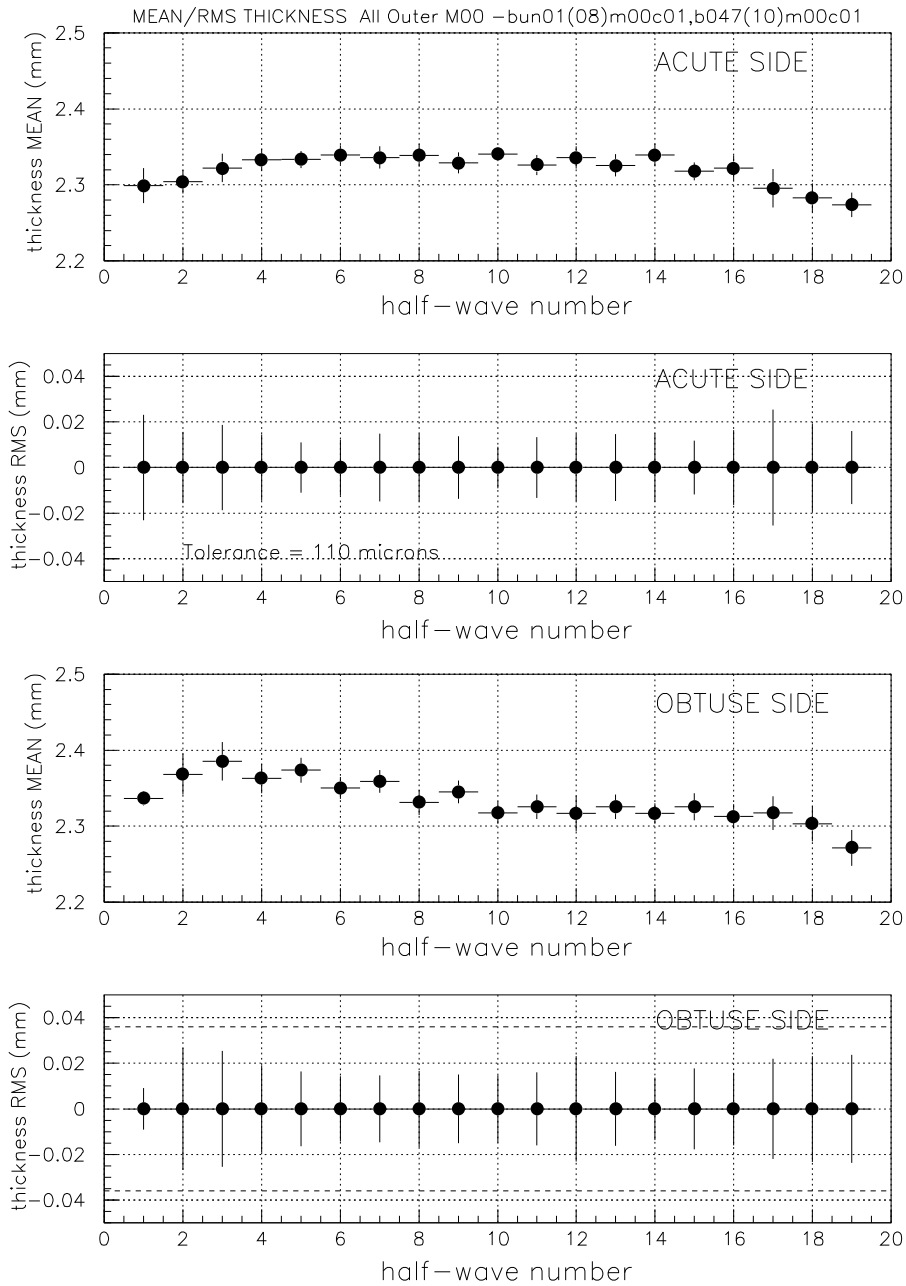 MEAN/RMS THICKNESS All Outer M00 -bun01(08)m00c01,b047(10)m00c01
thickness MEAN (mm)
ACUTE SIDE
2.5
2.4
2.3
2.2
0 2 4 6 8 10 12 14 16 18 20
half-wave number
thickness RMS (mm)
ACUTE SIDE
0.04
0.02
0
-0.02
-0.04
Tolerance = 110 microns
0 2 4 6 8 10 12 14 16 18 20
half-wave number
thickness MEAN (mm)
OBTUSE SIDE
2.5
2.4
2.3
2.2
0 2 4 6 8 10 12 14 16 18 20
half-wave number
thickness RMS (mm)
OBTUSE SIDE
0.04
0.02
0
-0.02
-0.04
0 2 4 6 8 10 12 14 16 18 20
half-wave number